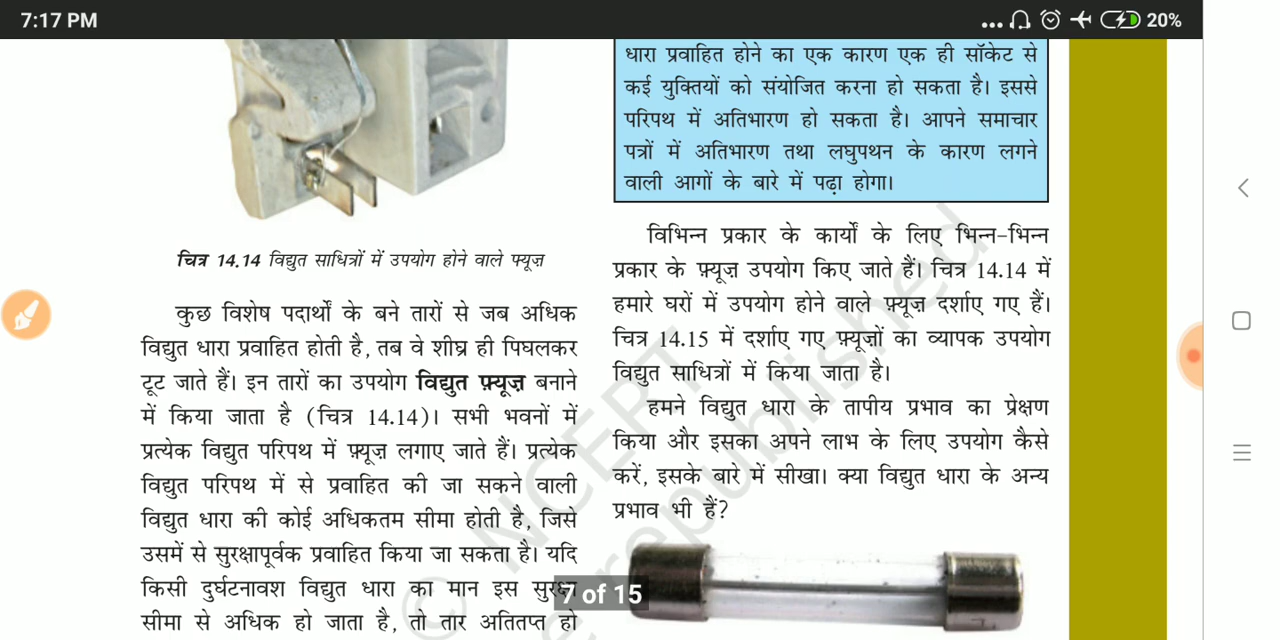 7:17 PM
20%
चित्र 14.14 विद्युत साधित्रों में उपयोग होने वाले फ्यूज़
कुछ विशेष पदार्थों के बने तारों से जब अधिक
विद्युत धारा प्रवाहित होती है, तब वे शीघ्र ही पिघलकर
टूट जाते हैं। इन तारों का उपयोग विद्युत फ़्यूज़ बनाने
में किया जाता है (चित्र 14.14)। सभी भवनों में
प्रत्येक विद्युत परिपथ में फ़्यूज़ लगाए जाते हैं। प्रत्येक
विद्युत परिपथ में से प्रवाहित की जा सकने वाली
विद्युत धारा की कोई अधिकतम सीमा होती है, जिसे
उसमें से सुरक्षापूर्वक प्रवाहित किया जा सकता है। यदि
किसी दुर्घटनावश विद्युत धारा का मान इस सुरक्षा
सीमा से अधिक हो जाता है, तो तार अतितप्त हो
धारा प्रवाहित होने का एक कारण एक ही सॉकेट से
कई युक्तियों को संयोजित करना हो सकता है। इससे
परिपथ में अतिभारण हो सकता है। आपने समाचार
पत्रों में अतिभारण तथा लघुपथन के कारण लगने
वाली आगों के बारे में पढ़ा होगा।
विभिन्न प्रकार के कार्यों के लिए भिन्न-भिन्न
प्रकार के फ़्यूज़ उपयोग किए जाते हैं। चित्र 14.14 में
हमारे घरों में उपयोग होने वाले फ़्यूज़ दर्शाए गए हैं।
चित्र 14.15 में दर्शाए गए फ़्यूज़ों का व्यापक उपयोग
विद्युत साधित्रों में किया जाता है।
हमने विद्युत धारा के तापीय प्रभाव का प्रेक्षण
किया और इसका अपने लाभ के लिए उपयोग कैसे
करें, इसके बारे में सीखा। क्या विद्युत धारा के अन्य
प्रभाव भी हैं?
7 of 15
© NCERT
republished